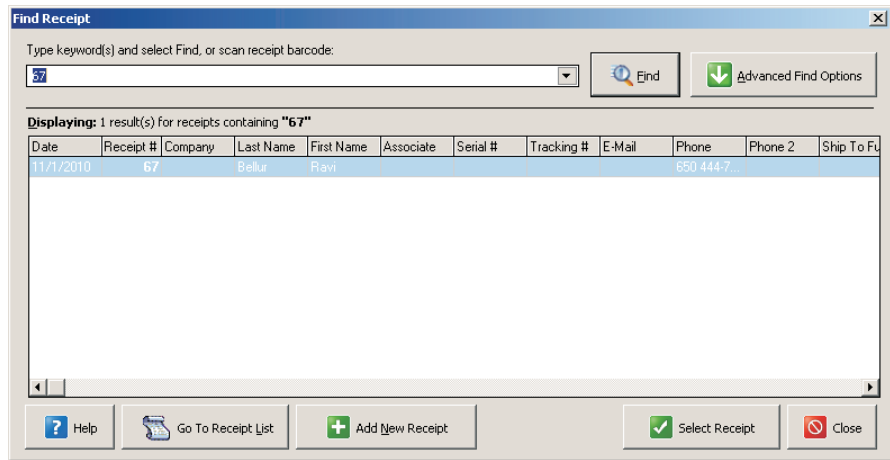 Find Receipt
Type keyword(s) and select Find, or scan receipt barcode:
67 Find Advanced Find Options
Displaying: 1 result(s) for receipts containing "67"
Date Receipt # Company Last Name First Name Associate Serial # Tracking # E-Mail Phone Phone 2 Ship To Fu
11/1/2010 67 Bellur Ravi 650 444-7...
Help Go To Receipt List Add New Receipt Select Receipt Close